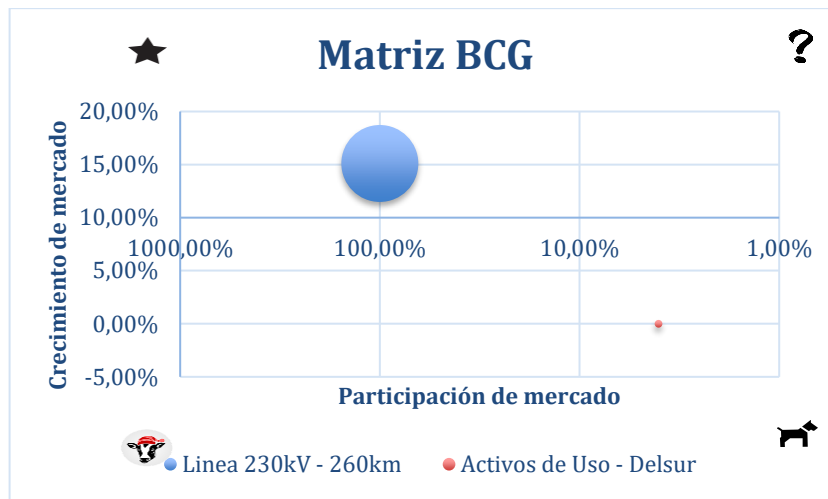 Matriz BCG
?
Crecimiento de mercado
20,00%
15,00%
10,00%
1000,00% 100,00% 10,00% 1,00%
5,00%
0,00%
-5,00%
Participación de mercado
Linea 230kV - 260km Activos de Uso - Delsur